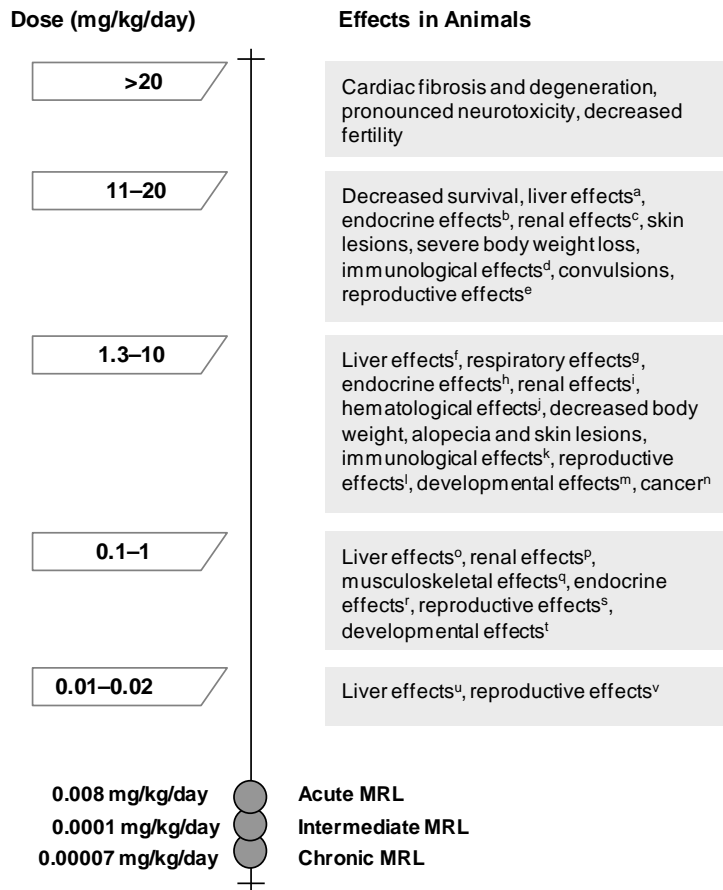 Dose (mg/kg/day) Effects in Animals
>20
Cardiac fibrosis and degeneration,
pronounced neurotoxicity, decreased
fertility
11–20
Decreased survival, liver effectsᵃ,
endocrine effectsᵇ, renal effectsᶜ, skin
lesions, severe body weight loss,
immunological effectsᵈ, convulsions,
reproductive effectsᵉ
1.3–10
Liver effectsᶠ, respiratory effectsᵍ,
endocrine effectsʰ, renal effectsⁱ,
hematological effectsʲ, decreased body
weight, alopecia and skin lesions,
immunological effectsᵏ, reproductive
effectsˡ, developmental effectsᵐ, cancerⁿ
0.1–1
Liver effectsᵒ, renal effectsᵖ,
musculoskeletal effects^q, endocrine
effectsʳ, reproductive effectsˢ,
developmental effectsᵗ
0.01–0.02
Liver effectsᵘ, reproductive effectsᵛ
0.008 mg/kg/day Acute MRL
0.0001 mg/kg/day Intermediate MRL
0.00007 mg/kg/day Chronic MRL